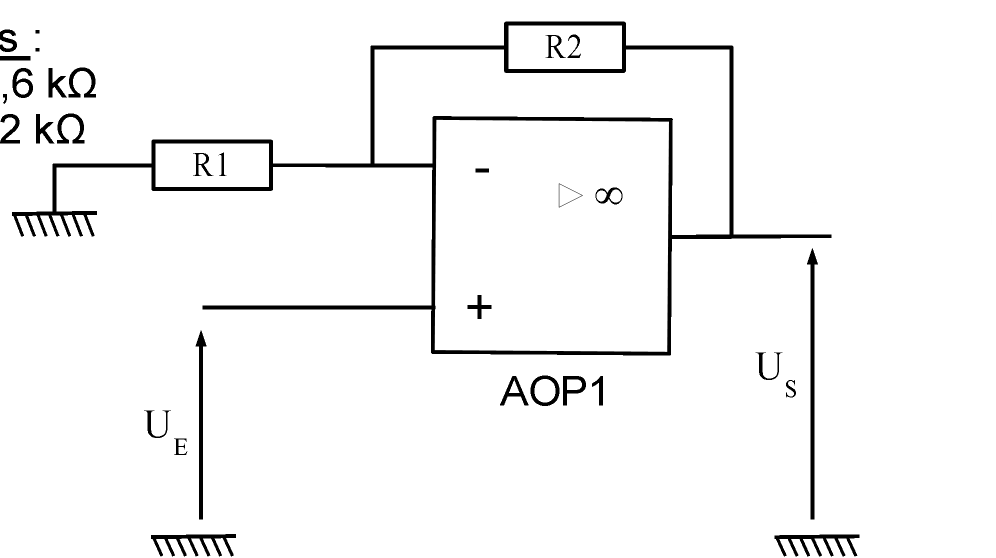 s :
,6 kΩ
2 kΩ
R2
R1
-
▷ ∞
+
AOP1
U_S
U_E